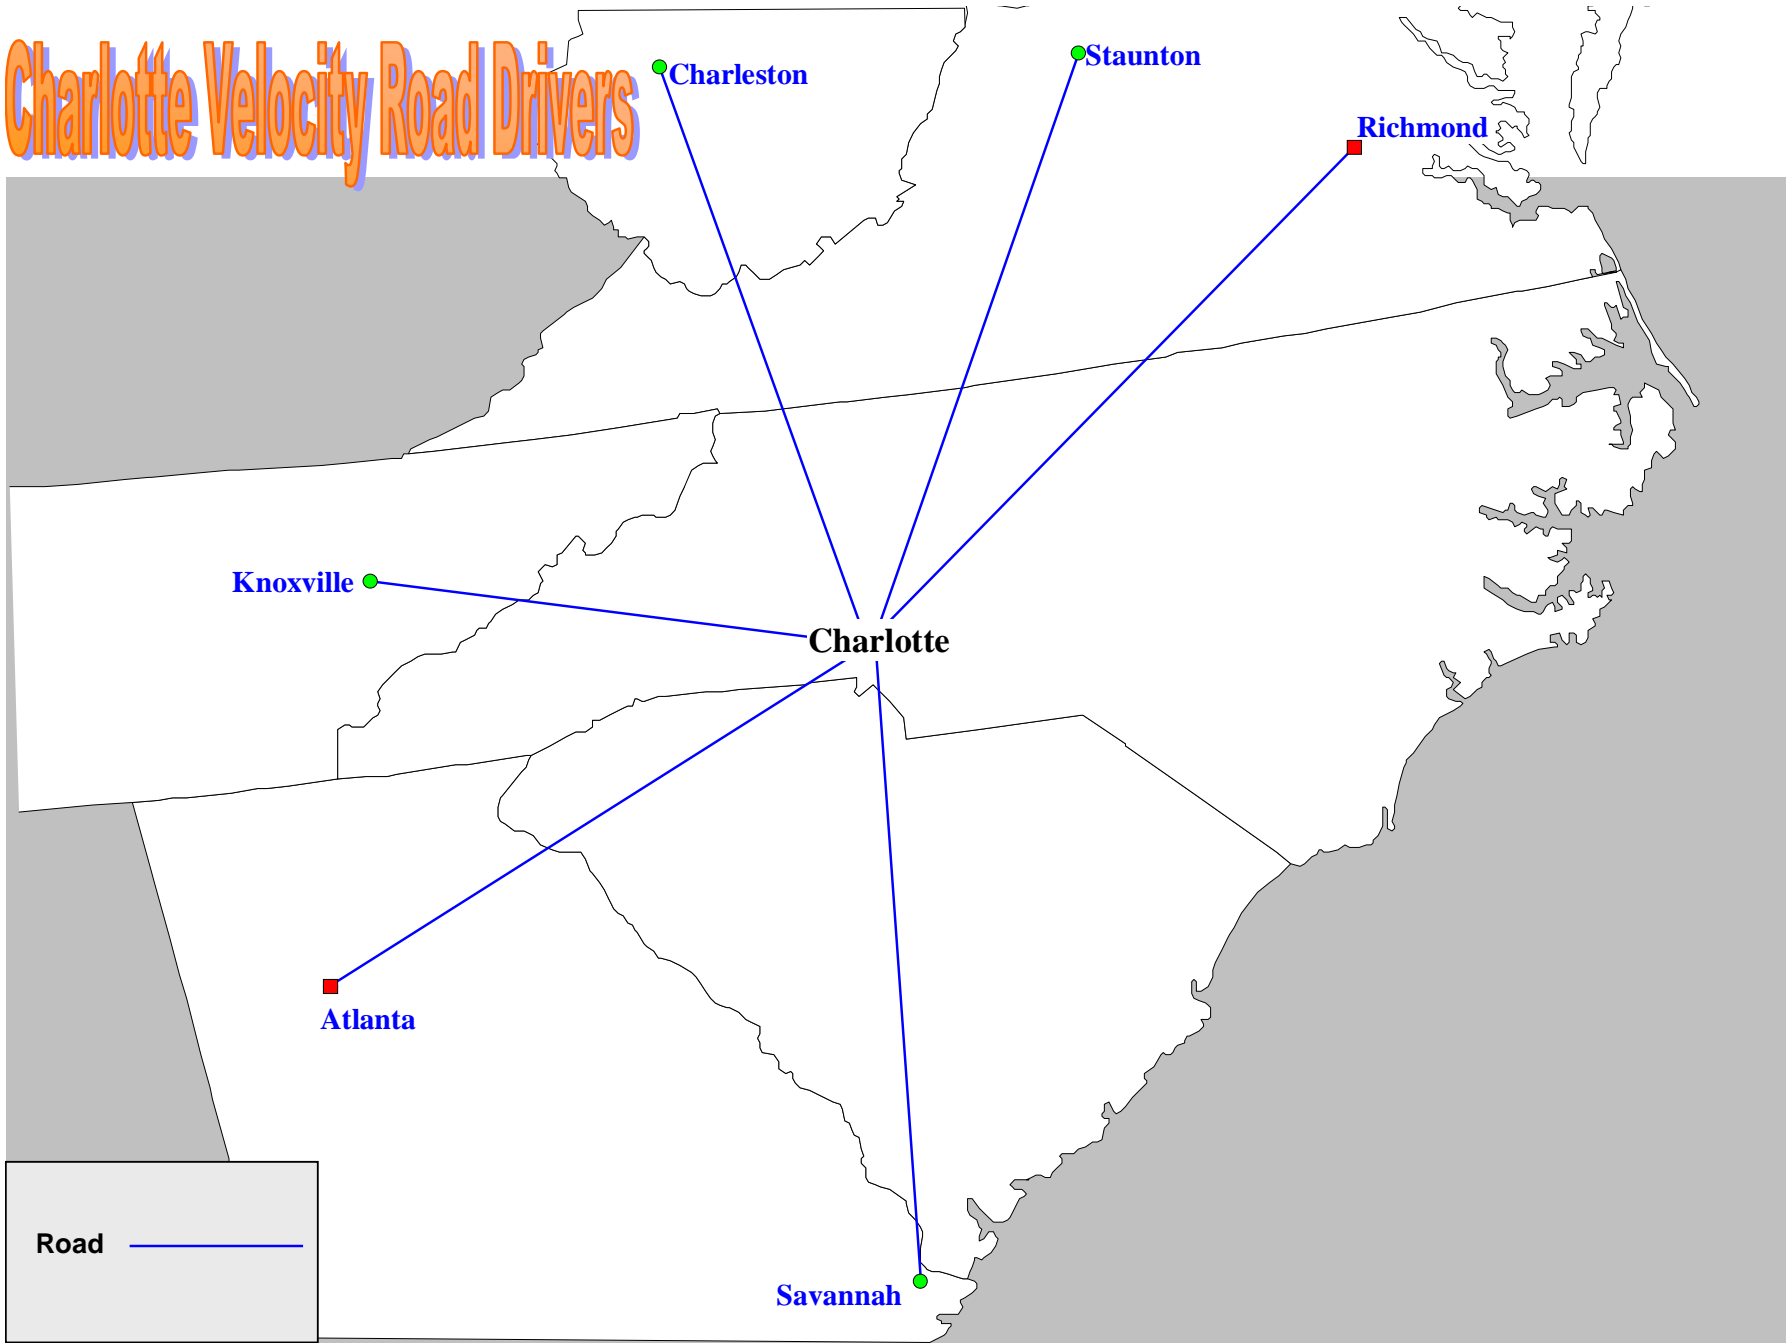 Charlotte Velocity Road Drivers
Charleston
Staunton
Richmond
Knoxville
Charlotte
Atlanta
Road
Savannah